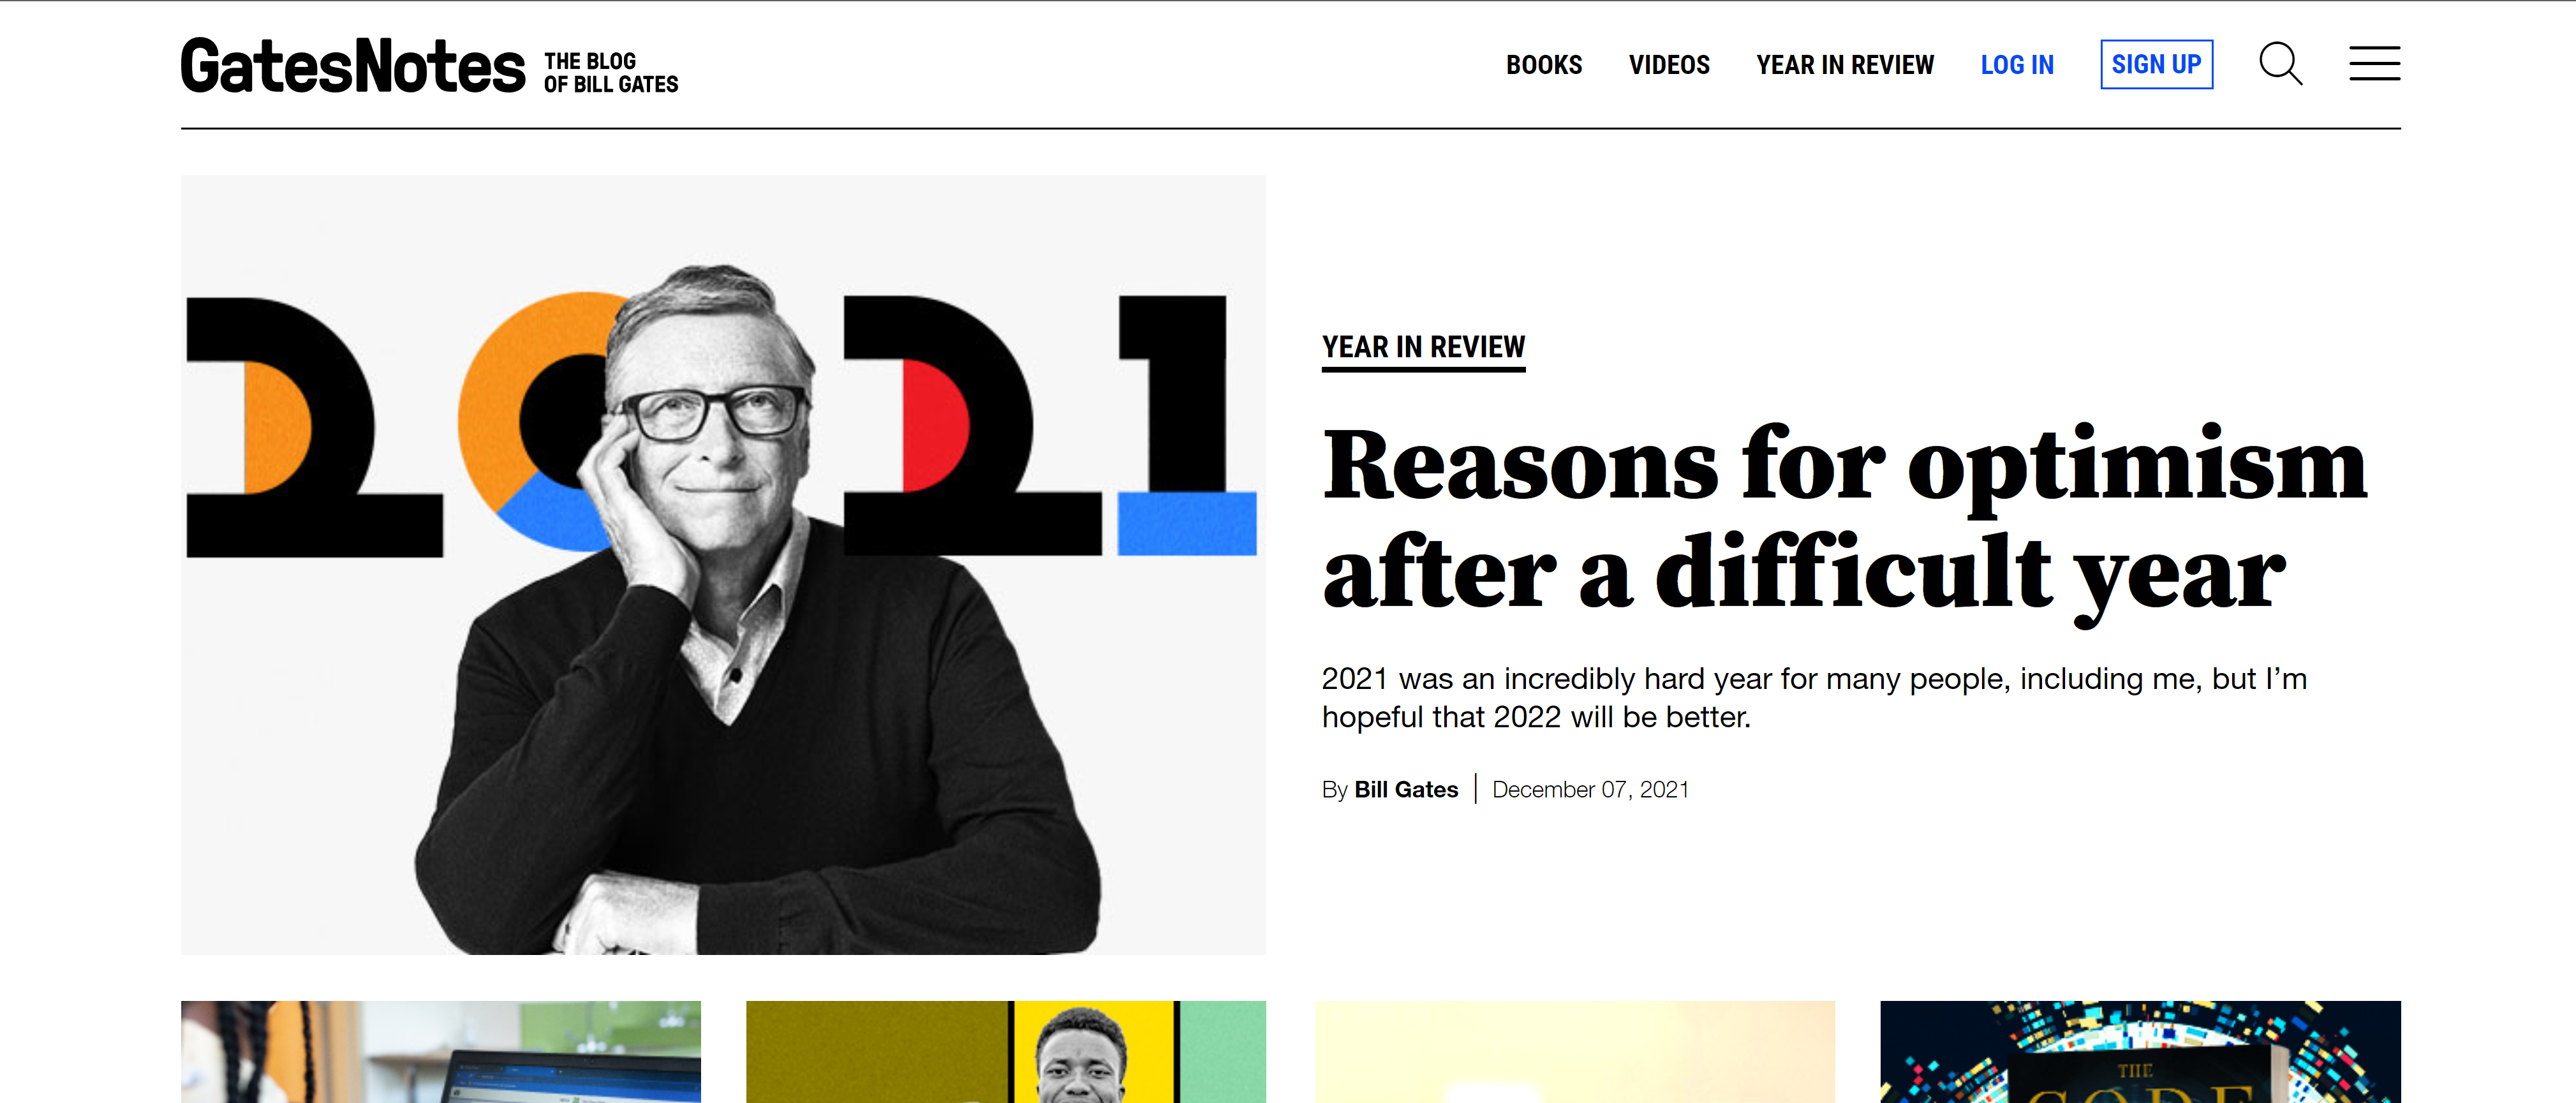 GatesNotes
THE BLOG
OF BILL GATES
BOOKS
VIDEOS
YEAR IN REVIEW
LOG IN
SIGN UP
2021
YEAR IN REVIEW
Reasons for optimism
after a difficult year
2021 was an incredibly hard year for many people, including me, but I’m
hopeful that 2022 will be better.
By Bill Gates | December 07, 2021
THE
CODE